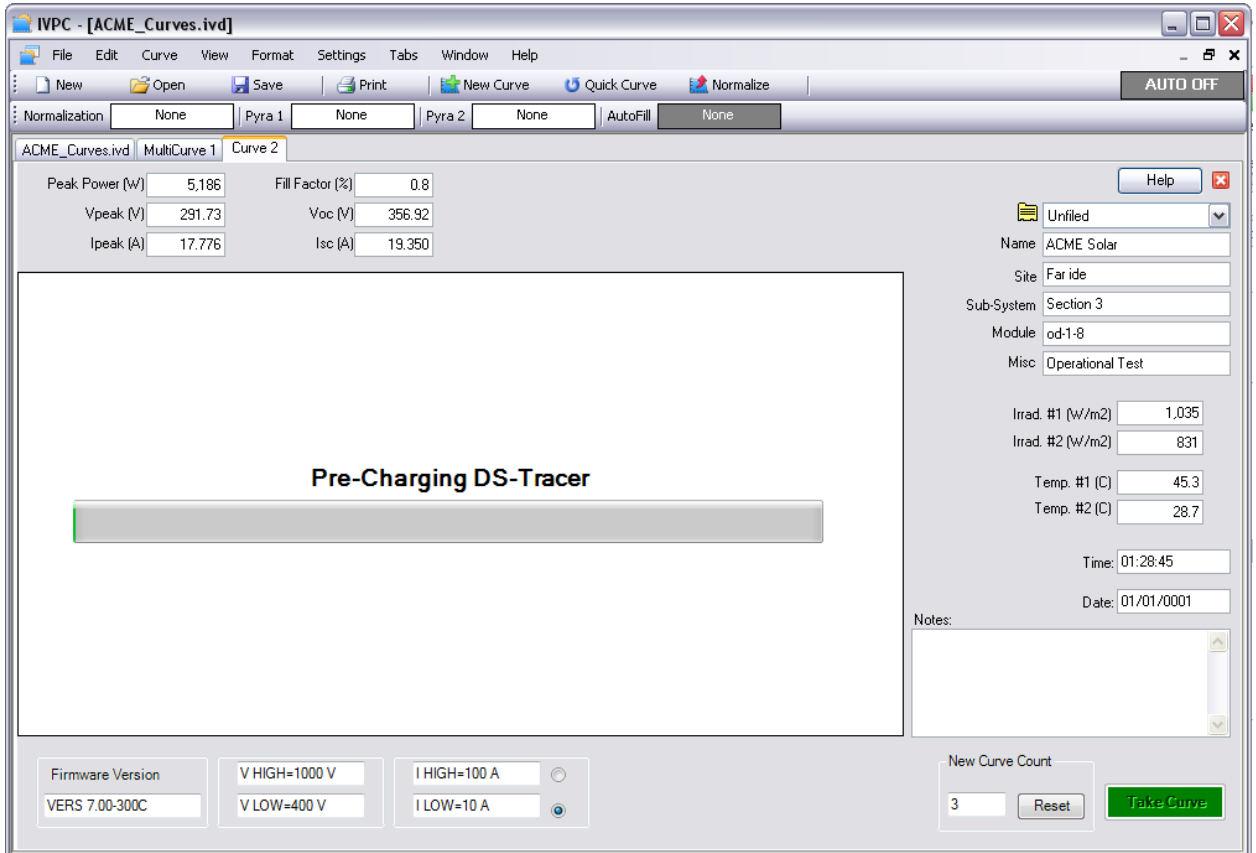 IVPC - [ACME_Curves.ivd]
File Edit Curve View Format Settings Tabs Window Help
New Open Save Print New Curve Quick Curve Normalize AUTO OFF
Normalization None Pyra 1 None Pyra 2 None AutoFill None
ACME_Curves.ivd MultiCurve 1 Curve 2
Peak Power (W) 5,186 Fill Factor (%) 0.8 Help
Vpeak (V) 291.73 Voc (V) 356.92 Unfiled
Ipeak (A) 17.776 Isc (A) 19.350 Name ACME Solar
Site Far ide
Sub-System Section 3
Module od-1-8
Misc Operational Test
Irrad. #1 (W/m2) 1,035
Irrad. #2 (W/m2) 831
Pre-Charging DS-Tracer
Temp. #1 (C) 45.3
Temp. #2 (C) 28.7
Time: 01:28:45
Date: 01/01/0001
Notes:
Firmware Version V HIGH=1000 V I HIGH=100 A New Curve Count
VERS 7.00-300C V LOW=400 V I LOW=10 A 3 Reset Take Curve